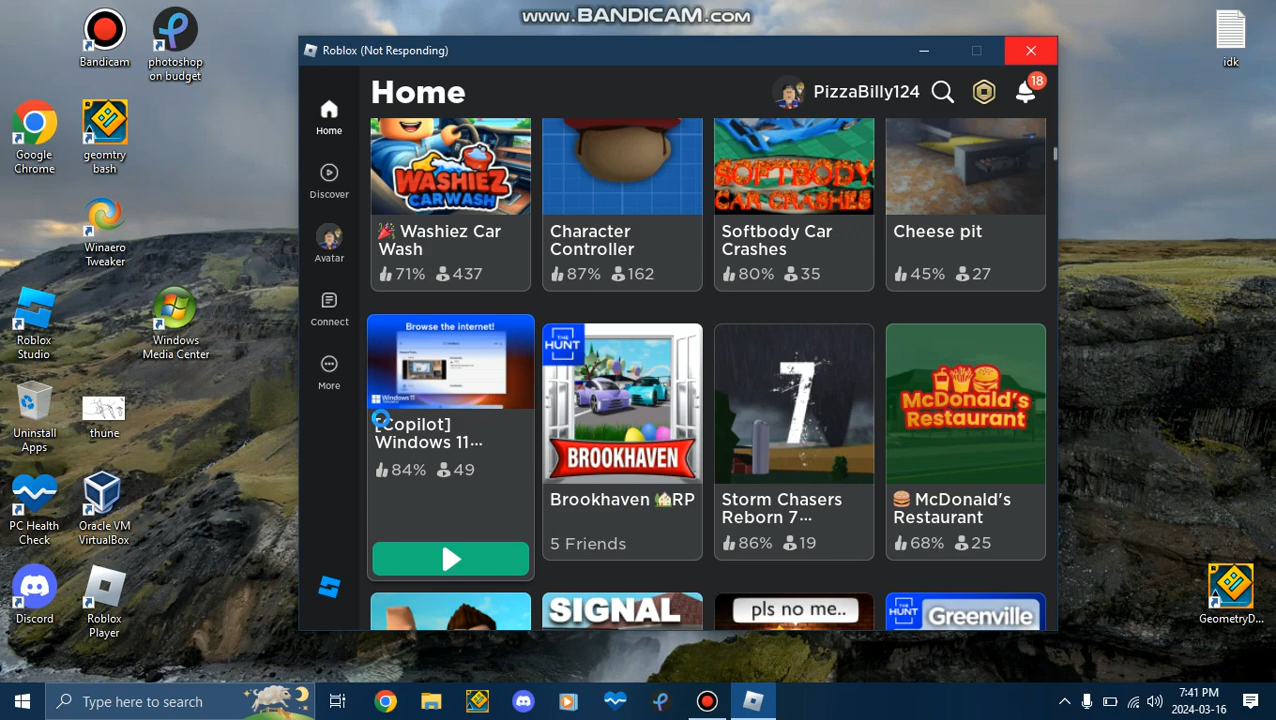 www.BANDICAM.com
Bandicam
photoshop
on budget
idk
Google
Chrome
geomtry
bash
Winaero
Tweaker
Roblox
Studio
Windows
Media Center
Uninstall
Apps
thune
PC Health
Check
Oracle VM
VirtualBox
Discord
Roblox
Player
GeometryD...
Roblox (Not Responding)
Home
Discover
Avatar
Connect
More
Home
PizzaBilly124
18
WASHIEZ
CAR WASH
SOFTBODY
CAR CRASHES
🎉 Washiez Car
Wash
71% 437
Character
Controller
87% 162
Softbody Car
Crashes
80% 35
Cheese pit
45% 27
Browse the internet!
Windows 11
[Copilot]
Windows 11...
84% 49
THE
HUNT
BROOKHAVEN
Brookhaven 🏡RP
5 Friends
7
Storm Chasers
Reborn 7...
86% 19
McDonald's
Restaurant
🍔 McDonald's
Restaurant
68% 25
SIGNAL
pls no me..
THE
HUNT
Greenville
Type here to search
7:41 PM
2024-03-16